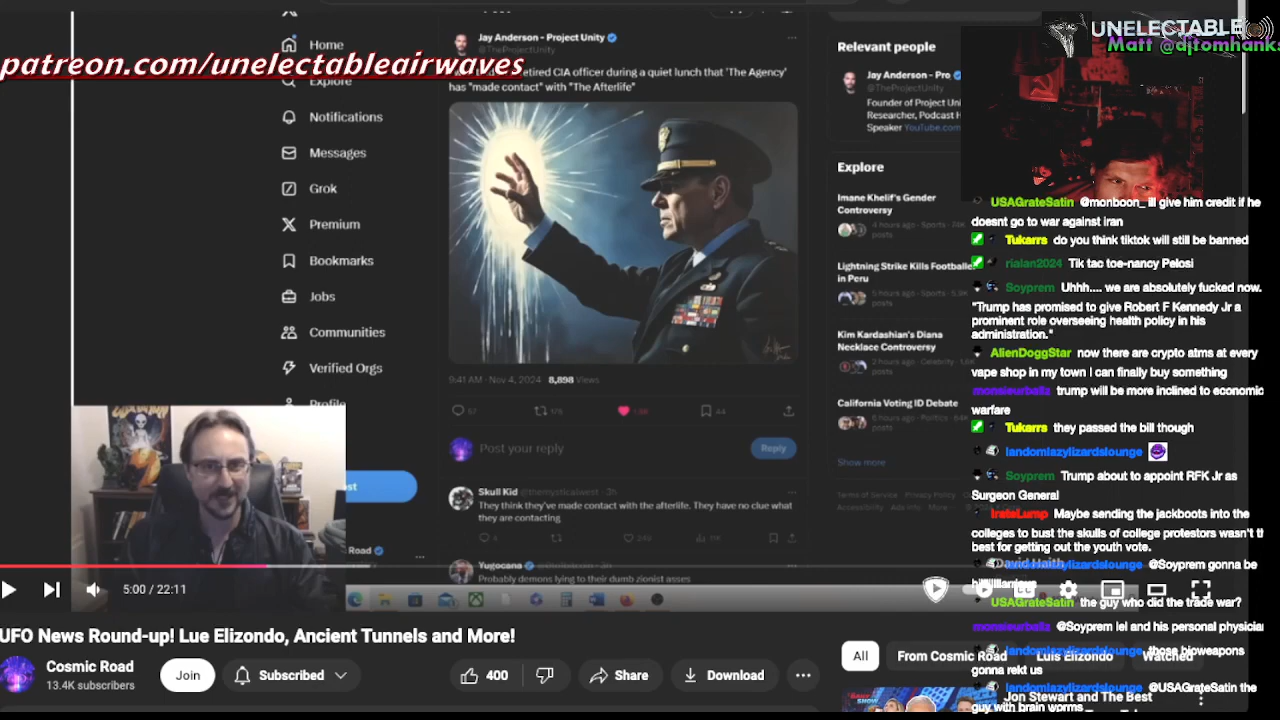 UNELECTABLE
Matt @djtomhanks
patreon.com/unelectableairwaves
Home
Explore
Notifications
Messages
Grok
Premium
Bookmarks
Jobs
Communities
Verified Orgs
Profile
Jay Anderson - Project Unity
@TheProjectUnity
retired CIA officer during a quiet lunch that 'The Agency'
has "made contact" with "The Afterlife"
9:41 AM · Nov 4, 2024 · 8,898 Views
57
44
Post your reply
Reply
Skull Kid @themysticalwest · 3h
They think they've made contact with the afterlife. They have no clue what
they are contacting
Yugocana
Probably demons lying to their dumb zionist asses
Road
Relevant people
Jay Anderson - Pro
@TheProjectUnity
Founder of Project Uni
Researcher, Podcast H
Speaker YouTube.com
Explore
Imane Khelif's Gender
Controversy
4 hours ago · Sports · 74K
posts
Lightning Strike Kills Footballe
in Peru
5 hours ago · Sports
posts
Kim Kardashian's Diana
Necklace Controversy
2 hours ago · Celebrity
posts
California Voting ID Debate
6 hours ago · Politics
posts
Show more
Terms of Service Privacy Policy
Accessibility Ads info More
USAGrateSatin @monboon_ ill give him credit if he
doesnt go to war against iran
Tukarrs do you think tiktok will still be banned
rialan2024 Tik tac toe-nancy Pelosi
Soyprem Uhhh.... we are absolutely fucked now.
"Trump has promised to give Robert F Kennedy Jr a
prominent role overseeing health policy in his
administration."
AlienDoggStar now there are crypto atms at every
vape shop in my town I can finally buy something
monsieurballz trump will be more inclined to economic
warfare
Tukarrs they passed the bill though
landomlazylizardslounge
Soyprem Trump about to appoint RFK Jr as
Surgeon General
IrateLump Maybe sending the jackboots into the
colleges to bust the skulls of college protestors wasn't th
best for getting out the youth vote.
David Haith
landomlazylizardslounge @Soyprem gonna be
USAGrateSatin the guy who did the trade war?
monsieurballz @Soyprem lel and his personal physician
landomlazylizardslounge those bioweapons
gonna rekt us
landomlazylizardslounge @USAGrateSatin the
guy with brain worms
5:00 / 22:11
UFO News Round-up! Lue Elizondo, Ancient Tunnels and More!
Cosmic Road
13.4K subscribers
Join
Subscribed
400
Share
Download
All
From Cosmic Road
Luis Elizondo
Watched
Jon Stewart and The Best